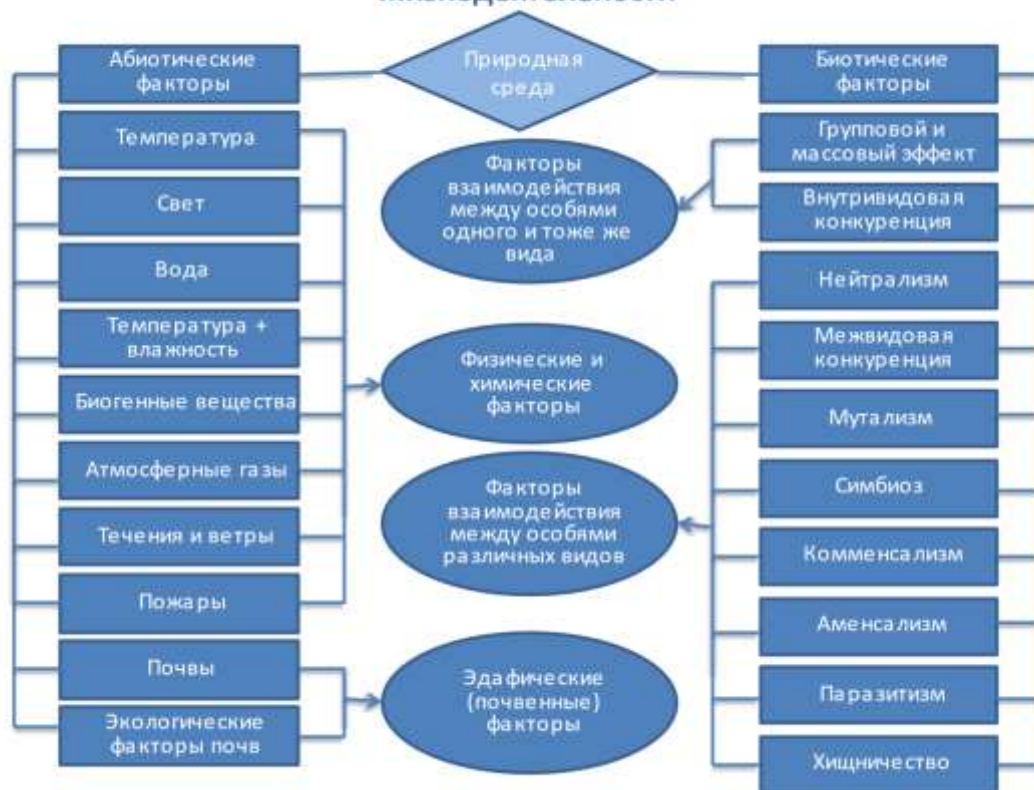 Природная
среда
Абиотические
факторы
Температура
Свет
Вода
Температура +
влажность
Биогенные вещества
Атмосферные газы
Течения и ветры
Пожары
Почвы
Экологические
факторы почв
Факторы
взаимодействия
между особями
одного и тоже же
вида
Физические и
химические
факторы
Факторы
взаимодействия
между особями
различных видов
Эдафические
(почвенные)
факторы
Биотические
факторы
Групповой и
массовый эффект
Внутривидовая
конкуренция
Нейтрализм
Межвидовая
конкуренция
Мутализм
Симбиоз
Комменсализм
Аменсализм
Паразитизм
Хищничество